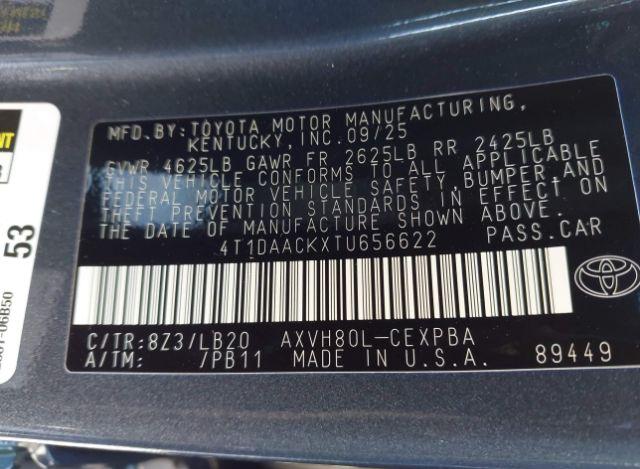 MFD.BY:TOYOTA MOTOR MANUFACTURING,
KENTUCKY,INC.09/25
GVWR 4625LB GAWR FR 2625LB RR 2425LB
THIS VEHICLE CONFORMS TO ALL APPLICABLE
FEDERAL MOTOR VEHICLE SAFETY,BUMPER,AND
THEFT PREVENTION STANDARDS IN EFFECT ON
THE DATE OF MANUFACTURE SHOWN ABOVE.
4T1DAACKXTU656622 PASS.CAR
C/TR:8Z3/LB20 AXVH80L-CEXPBA
A/TM: /PB11 MADE IN U.S.A. 89449
53